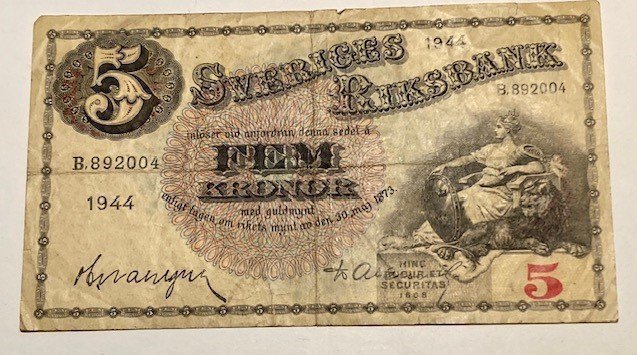 5
SVERIGES
RIKSBANK
1944
B.892004
inlöser vid anfordran denna sedel å
B.892004
FEM
KRONOR
1944
med guldmynt
enligt lagen om rikets mynt av den 30 maj 1873.
HINC
ROBUR ET
SECURITAS
1668
5